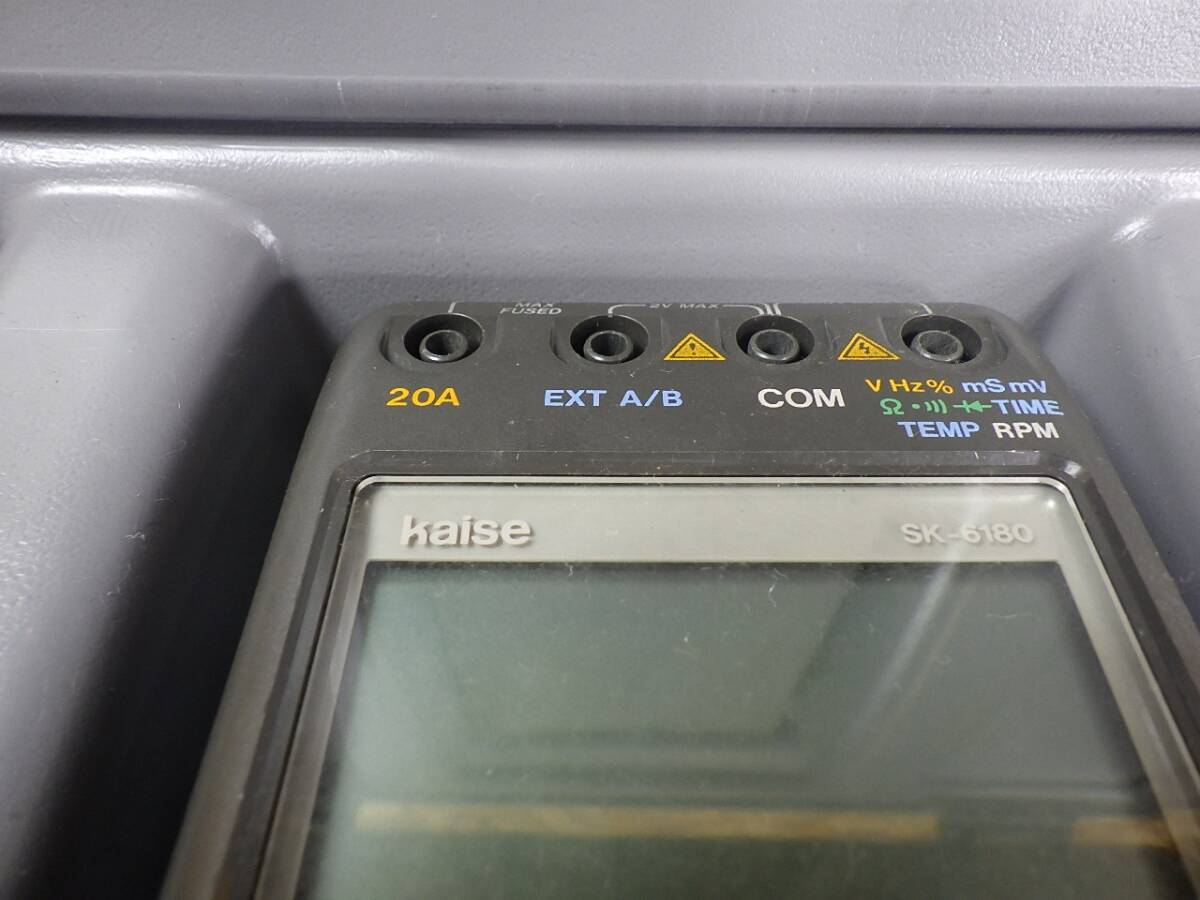 MAX
FUSED
2V MAX
20A
EXT A/B
COM
V Hz% mS mV
Ω TIME
TEMP RPM
kaise
SK-6180